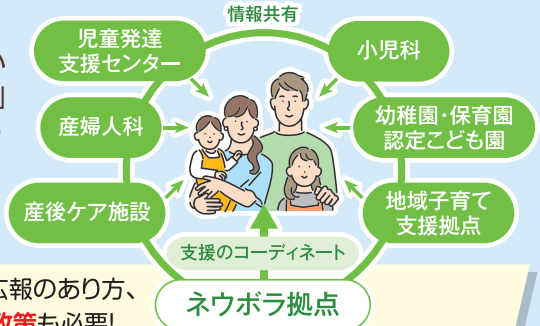 情報共有
児童発達
支援センター
小児科
産婦人科
幼稚園・保育園
認定こども園
産後ケア施設
地域子育て
支援拠点
支援のコーディネート
ネウボラ拠点
広報のあり方、
政策も必要!